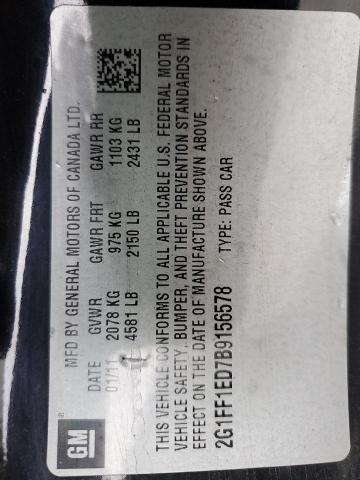 GM
MFD BY GENERAL MOTORS OF CANADA LTD.
DATE GVWR GAWR FRT GAWR RR
01/11 2078 KG 975 KG 1103 KG
4581 LB 2150 LB 2431 LB
THIS VEHICLE CONFORMS TO ALL APPLICABLE U.S. FEDERAL MOTOR
VEHICLE SAFETY, BUMPER, AND THEFT PREVENTION STANDARDS IN
EFFECT ON THE DATE OF MANUFACTURE SHOWN ABOVE.
2G1FF1ED7B9156578 TYPE: PASS CAR